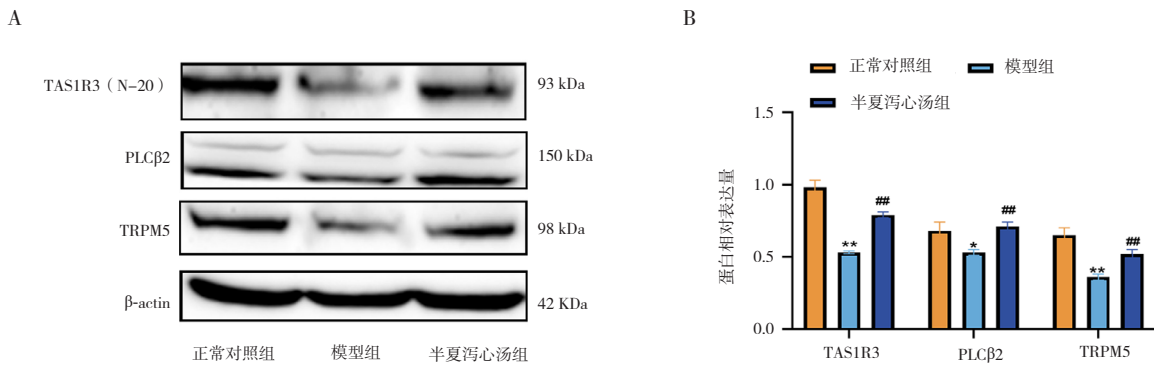 A
TAS1R3（N-20）
93 kDa
PLCβ2
150 kDa
TRPM5
98 kDa
β-actin
42 KDa
正常对照组 模型组 半夏泻心汤组
B
正常对照组 模型组
半夏泻心汤组
蛋白相对表达量
1.5
1.0
0.5
0.0
** ## * ## ** ##
TAS1R3 PLCβ2 TRPM5